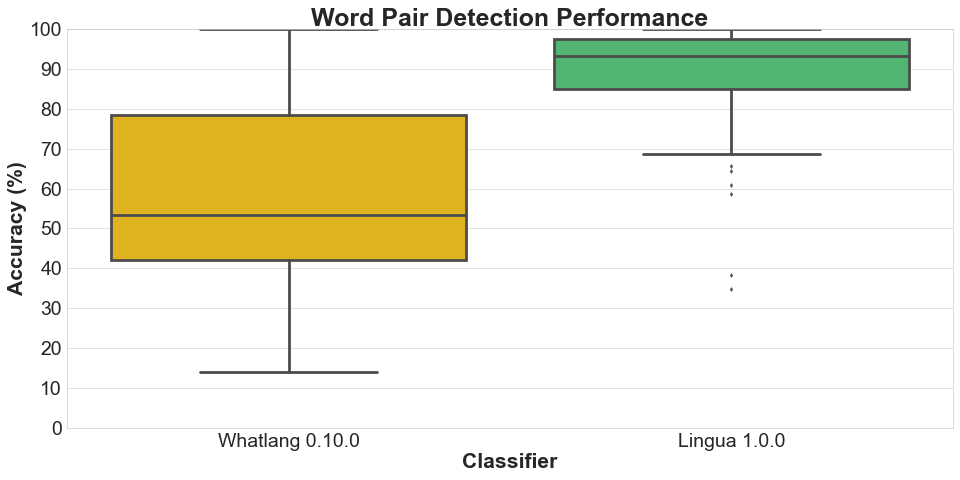 Word Pair Detection Performance
Accuracy (%)
100
90
80
70
60
50
40
30
20
10
0
Whatlang 0.10.0
Lingua 1.0.0
Classifier